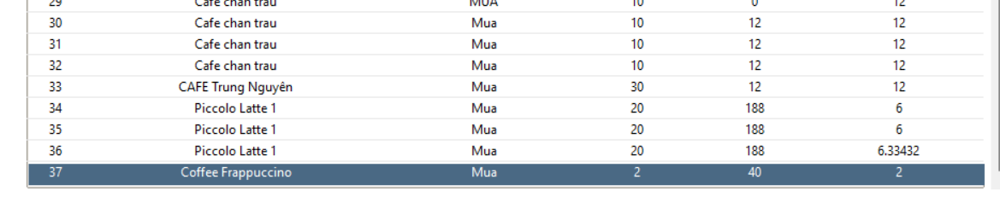 29 Cafe chan trau MUA 10 0 12
30 Cafe chan trau Mua 10 12 12
31 Cafe chan trau Mua 10 12 12
32 Cafe chan trau Mua 10 12 12
33 CAFE Trung Nguyên Mua 30 12 12
34 Piccolo Latte 1 Mua 20 188 6
35 Piccolo Latte 1 Mua 20 188 6
36 Piccolo Latte 1 Mua 20 188 6.33432
37 Coffee Frappuccino Mua 2 40 2